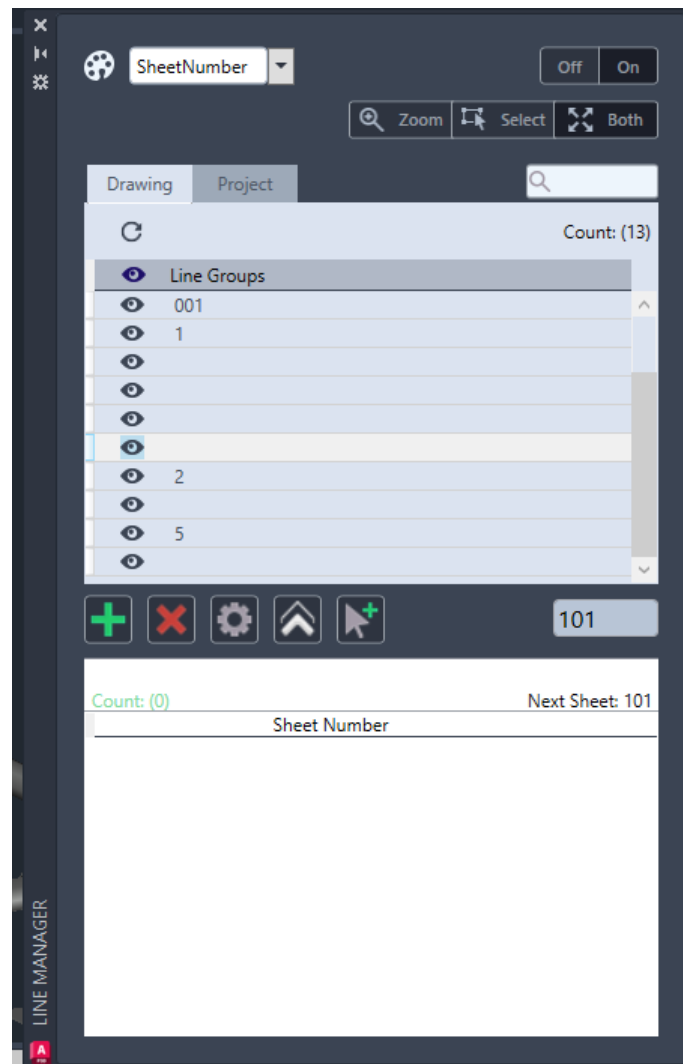 SheetNumber
Off On
Zoom Select Both
Drawing Project
Count: (13)
Line Groups
001
1
2
5
101
Count: (0) Next Sheet: 101
Sheet Number
LINE MANAGER
A